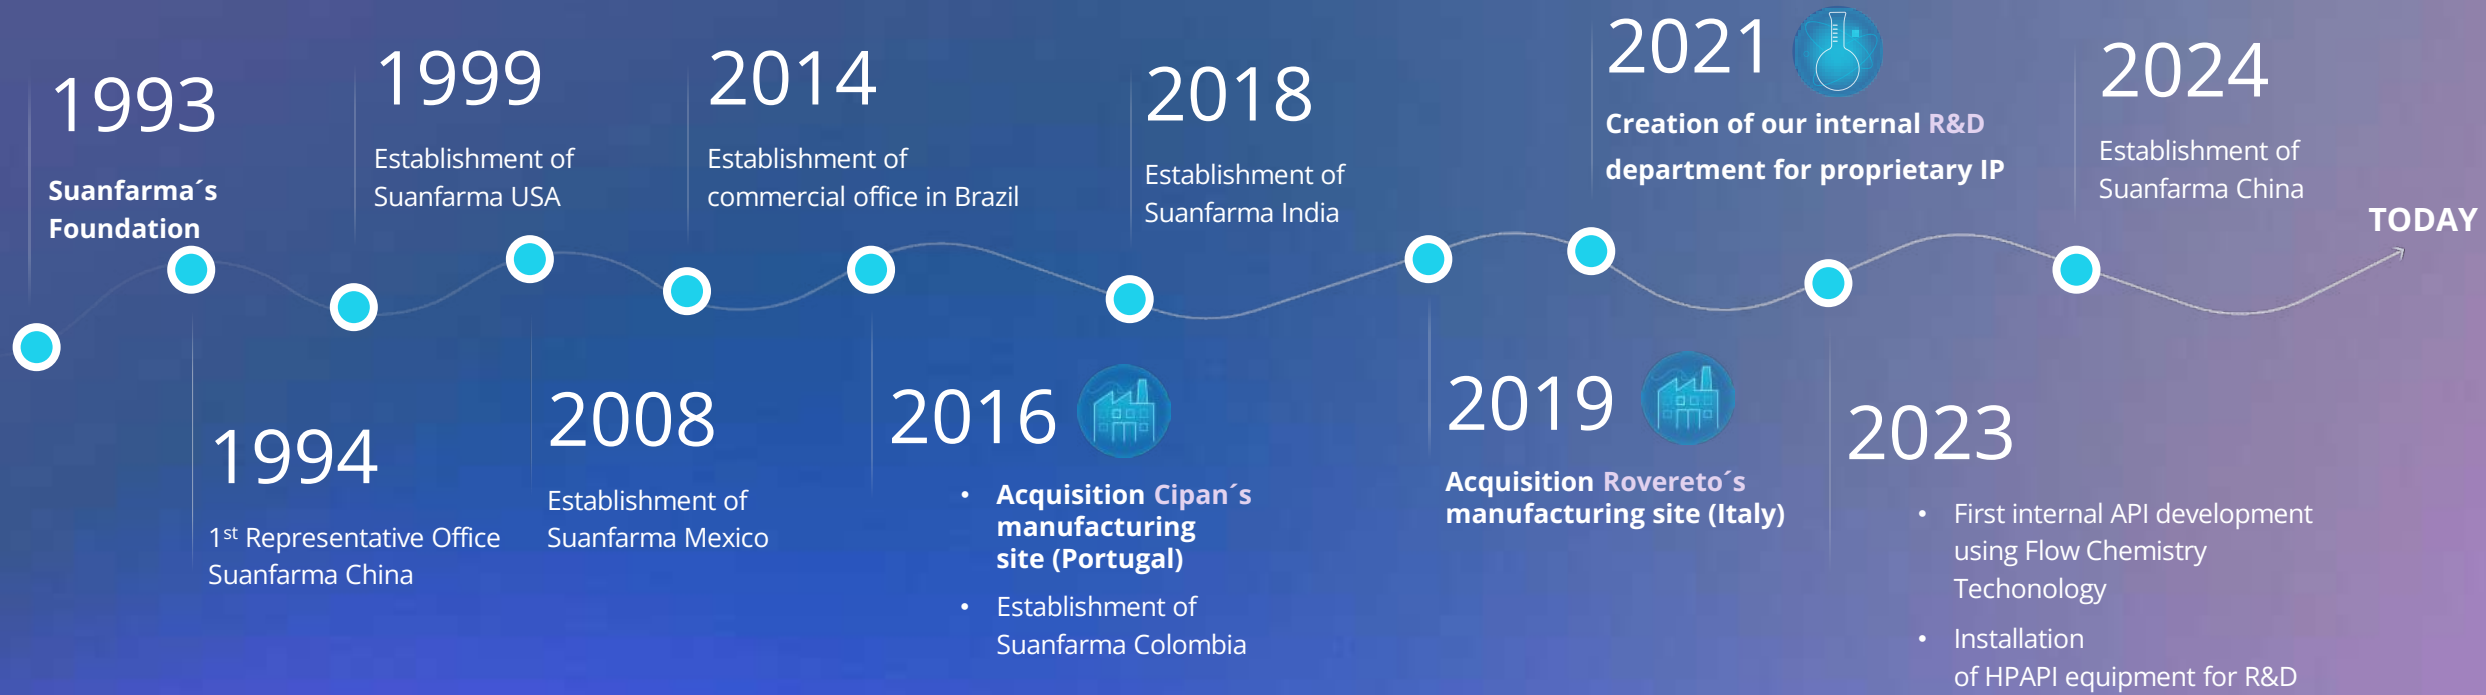 1993
Suanfarma´s
Foundation
1994
1st Representative Office
Suanfarma China
1999
Establishment of
Suanfarma USA
2008
Establishment of
Suanfarma Mexico
2014
Establishment of
commercial office in Brazil
2016
• Acquisition Cipan´s
manufacturing
site (Portugal)
• Establishment of
Suanfarma Colombia
2018
Establishment of
Suanfarma India
2019
Acquisition Rovereto´s
manufacturing site (Italy)
2021
Creation of our internal R&D
department for proprietary IP
2023
• First internal API development
using Flow Chemistry
Techonology
• Installation
of HPAPI equipment for R&D
2024
Establishment of
Suanfarma China
TODAY